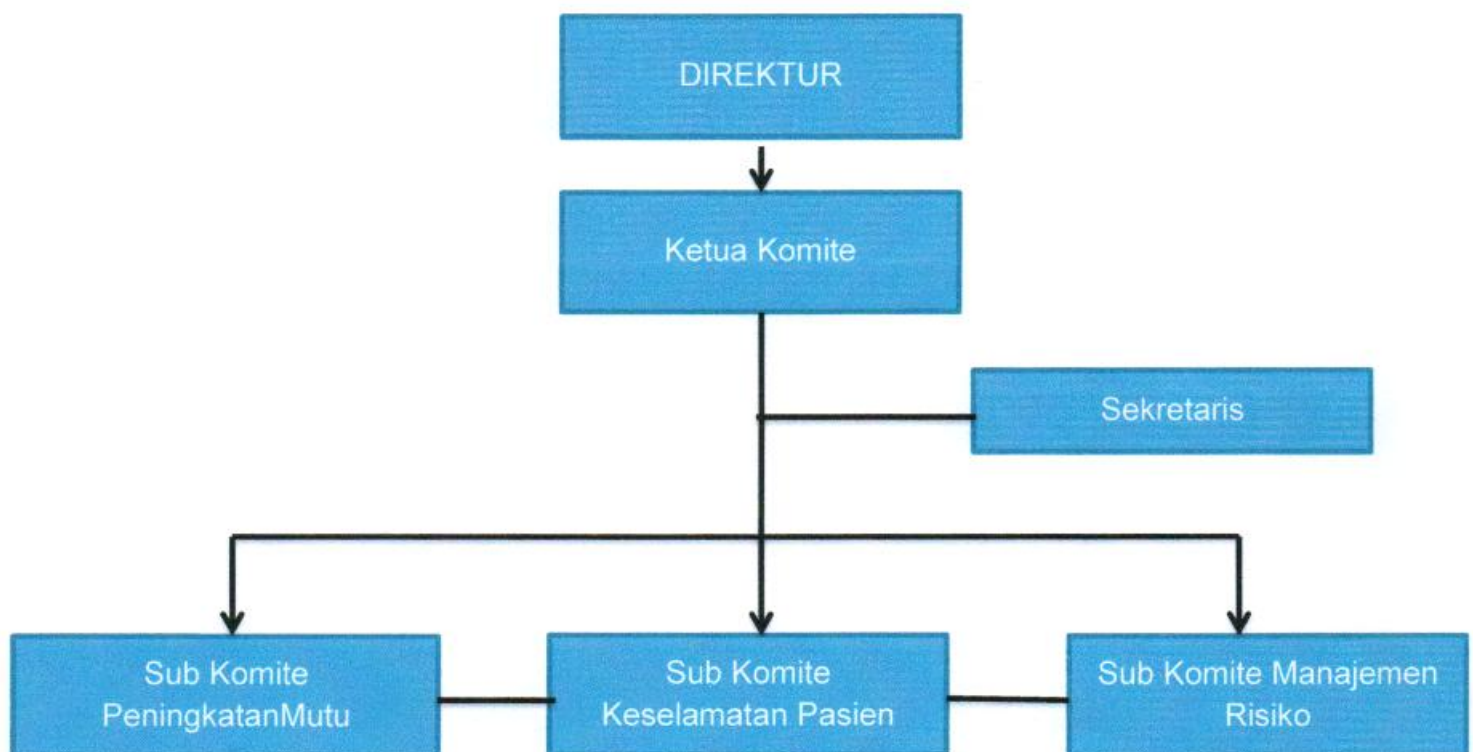 DIREKTUR
Ketua Komite
Sekretaris
Sub Komite
PeningkatanMutu
Sub Komite
Keselamatan Pasien
Sub Komite Manajemen
Risiko